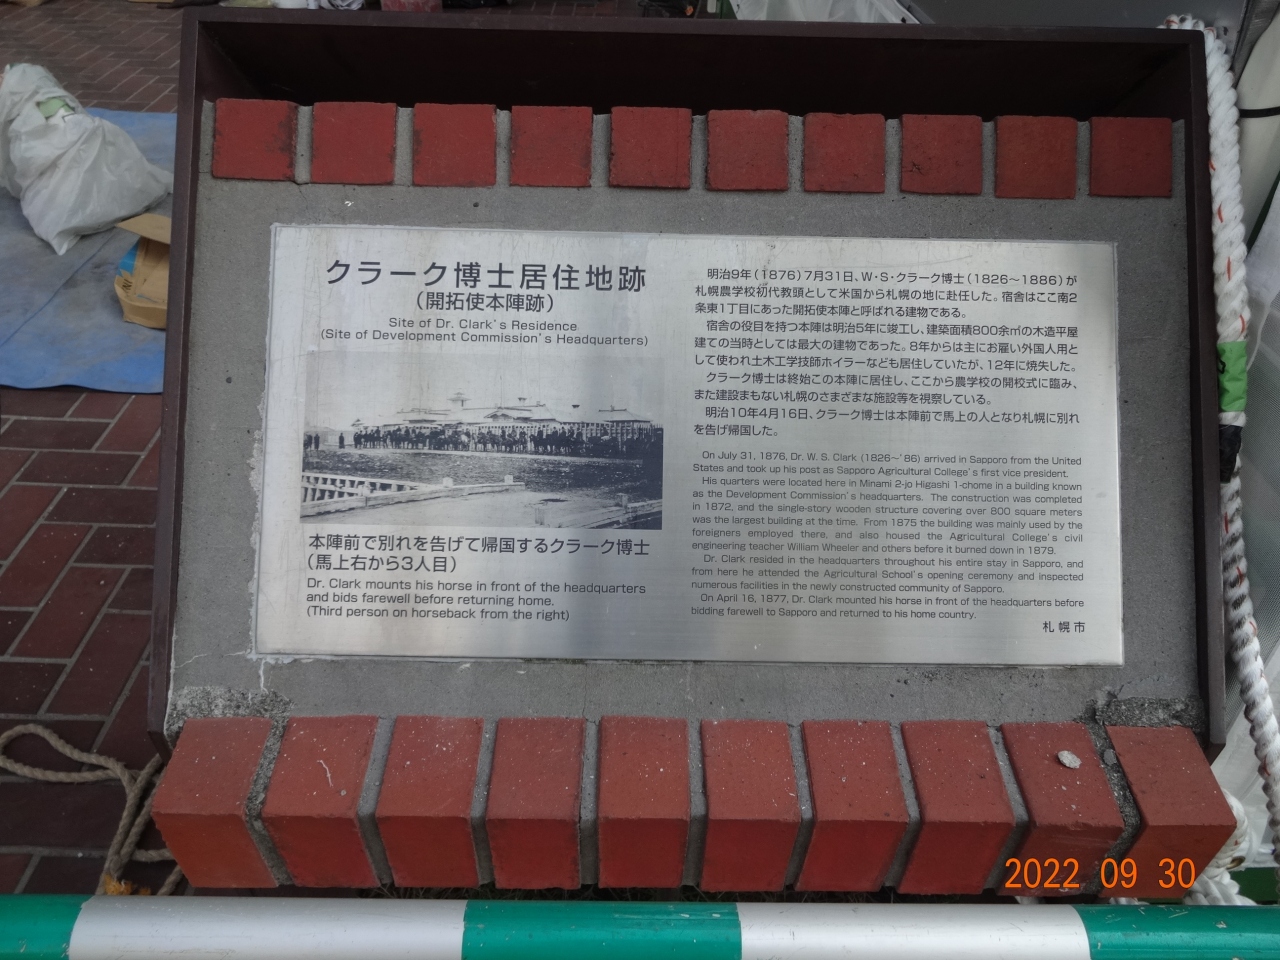 クラーク博士居住地跡
（開拓使本陣跡）
Site of Dr. Clark`s Residence
(Site of Development Commission's Headquarters)
本陣前で別れを告げて帰国するクラーク博士
（馬上右から3人目）
Dr. Clark mounts his horse in front of the headquarters
and bids farewell before returning home.
(Third person on horseback from the right)
明治9年（1876）7月31日、W・S・クラーク博士（1826～1886）が
札幌農学校初代教頭として米国から札幌の地に赴任した。宿舎はここ南2
条東1丁目にあった開拓使本陣と呼ばれる建物である。
宿舎の役目を持つ本陣は明治5年に竣工し、建築面積800余㎡の木造平屋
建ての当時としては最大の建物であった。8年からは主にお雇い外国人用と
して使われ土木工学技師ホイラーなども居住していたが、12年に焼失した。
クラーク博士は終始この本陣に居住し、ここから農学校の開校式に臨み、
また建設まもない札幌のさまざまな施設等を視察している。
明治10年4月16日、クラーク博士は本陣前で馬上の人となり札幌に別れ
を告げ帰国した。
On July 31, 1876, Dr. W. S. Clark (1826～'86) arrived in Sapporo from the United
States and took up his post as Sapporo Agricultural College's first vice president.
His quarters were located here in Minami 2-jo Higashi 1-chome in a building known
as the Development Commission's headquarters. The construction was completed
in 1872, and the single-story wooden structure covering over 800 square meters
was the largest building at the time. From 1875 the building was mainly used by the
foreigners employed there, and also housed the Agricultural College's civil
engineering teacher William Wheeler and others before it burned down in 1879.
Dr. Clark resided in the headquarters throughout his entire stay in Sapporo, and
from here he attended the Agricultural School's opening ceremony and inspected
numerous facilities in the newly constructed community of Sapporo.
On April 16, 1877, Dr. Clark mounted his horse in front of the headquarters before
bidding farewell to Sapporo and returned to his home country.
札幌市
2022 09 30